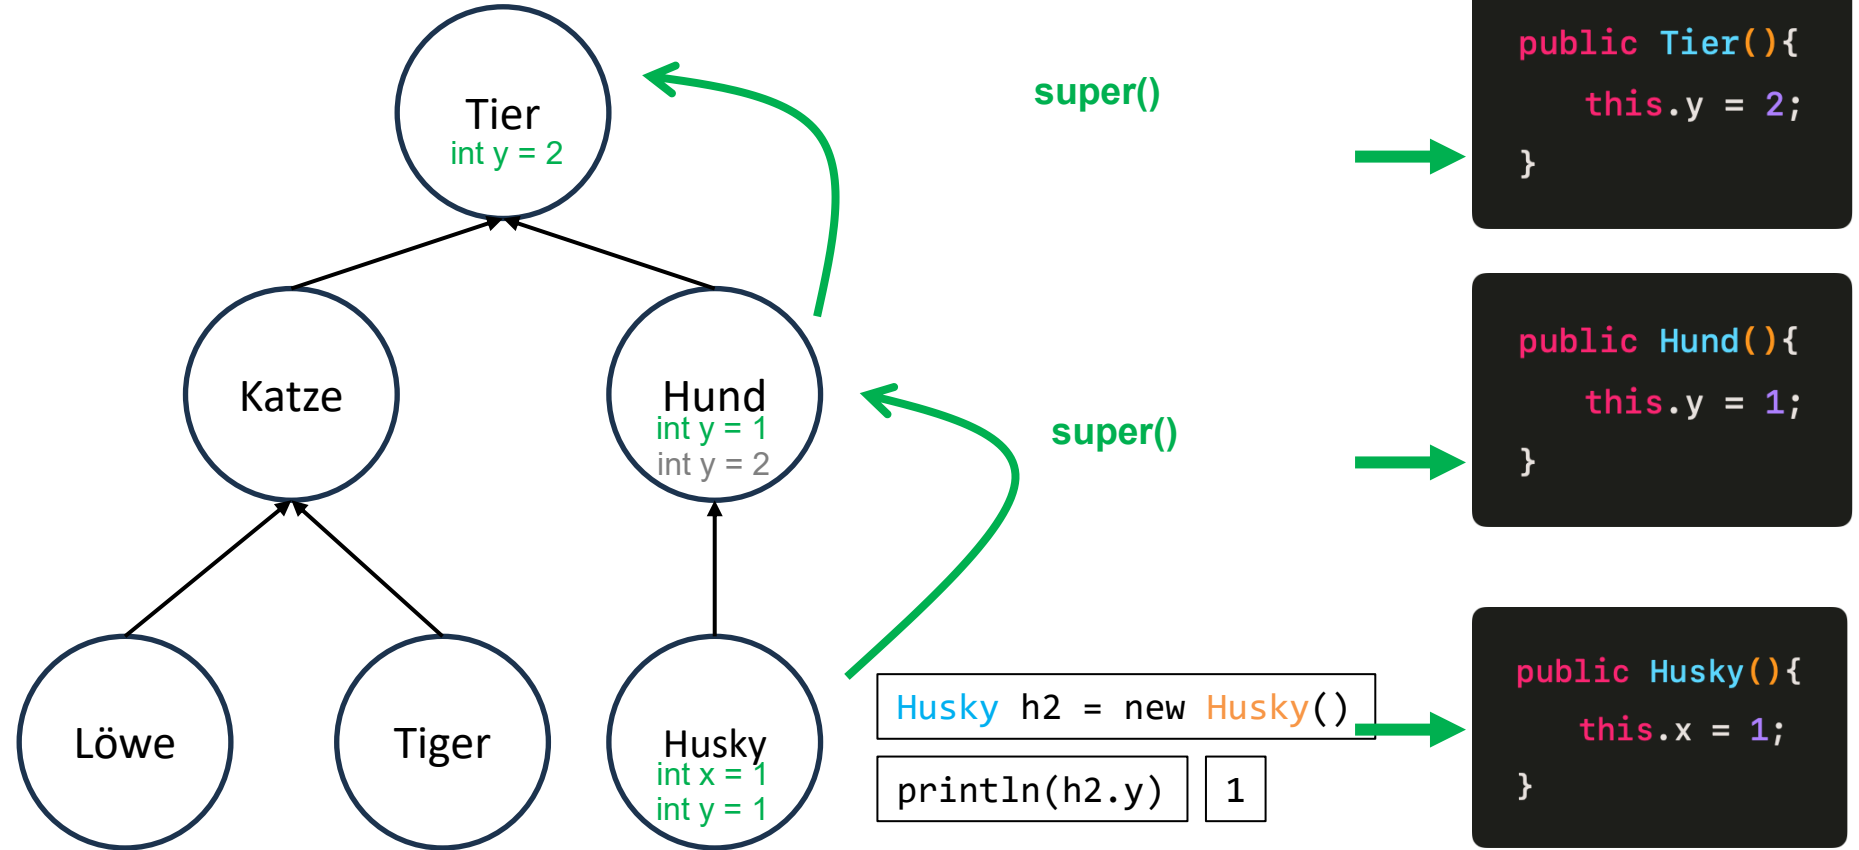 Tier
int y = 2
super()
public Tier(){
this.y = 2;
}
Katze
Hund
int y = 1
int y = 2
super()
public Hund(){
this.y = 1;
}
Löwe
Tiger
Husky
int x = 1
int y = 1
Husky h2 = new Husky()
println(h2.y)
1
public Husky(){
this.x = 1;
}